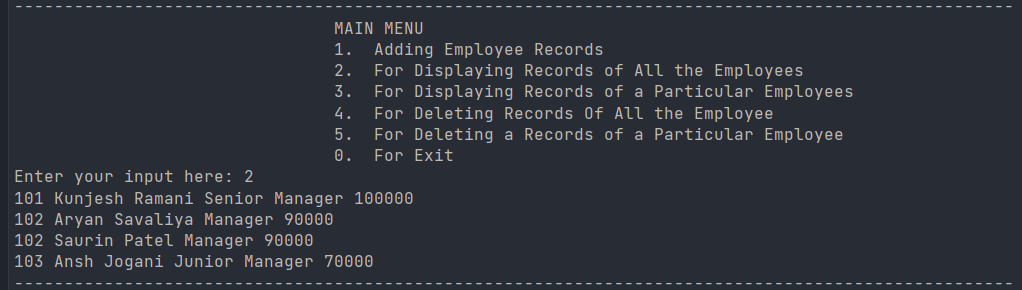 ---------------------------------------------------------------------------------------------------
MAIN MENU
1.  Adding Employee Records
2.  For Displaying Records of All the Employees
3.  For Displaying Records of a Particular Employees
4.  For Deleting Records Of All the Employee
5.  For Deleting a Records of a Particular Employee
0.  For Exit
Enter your input here: 2
101 Kunjesh Ramani Senior Manager 100000
102 Aryan Savaliya Manager 90000
102 Saurin Patel Manager 90000
103 Ansh Jogani Junior Manager 70000
---------------------------------------------------------------------------------------------------